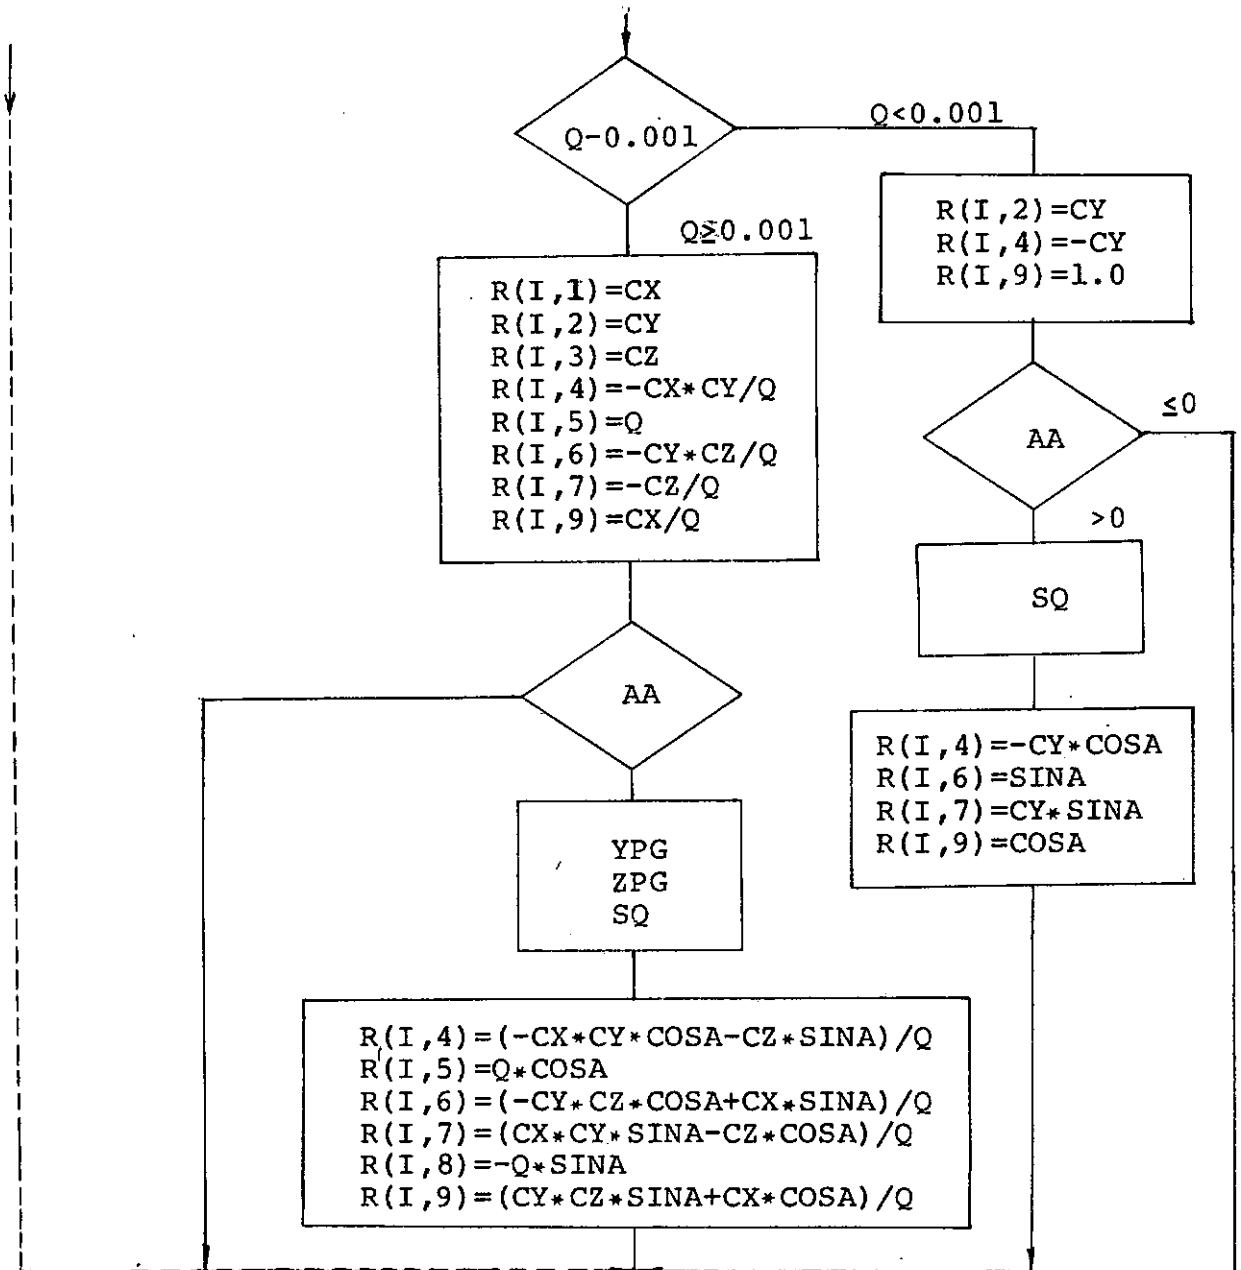 Q-0.001
Q<0.001
Q≥0.001
R(I,1)=CX
R(I,2)=CY
R(I,3)=CZ
R(I,4)=-CX*CY/Q
R(I,5)=Q
R(I,6)=-CY*CZ/Q
R(I,7)=-CZ/Q
R(I,9)=CX/Q
R(I,2)=CY
R(I,4)=-CY
R(I,9)=1.0
AA
≤0
>0
SQ
R(I,4)=-CY*COSA
R(I,6)=SINA
R(I,7)=CY*SINA
R(I,9)=COSA
AA
YPG
ZPG
SQ
R(I,4)=(-CX*CY*COSA-CZ*SINA)/Q
R(I,5)=Q*COSA
R(I,6)=(-CY*CZ*COSA+CX*SINA)/Q
R(I,7)=(CX*CY*SINA-CZ*COSA)/Q
R(I,8)=-Q*SINA
R(I,9)=(CY*CZ*SINA+CX*COSA)/Q